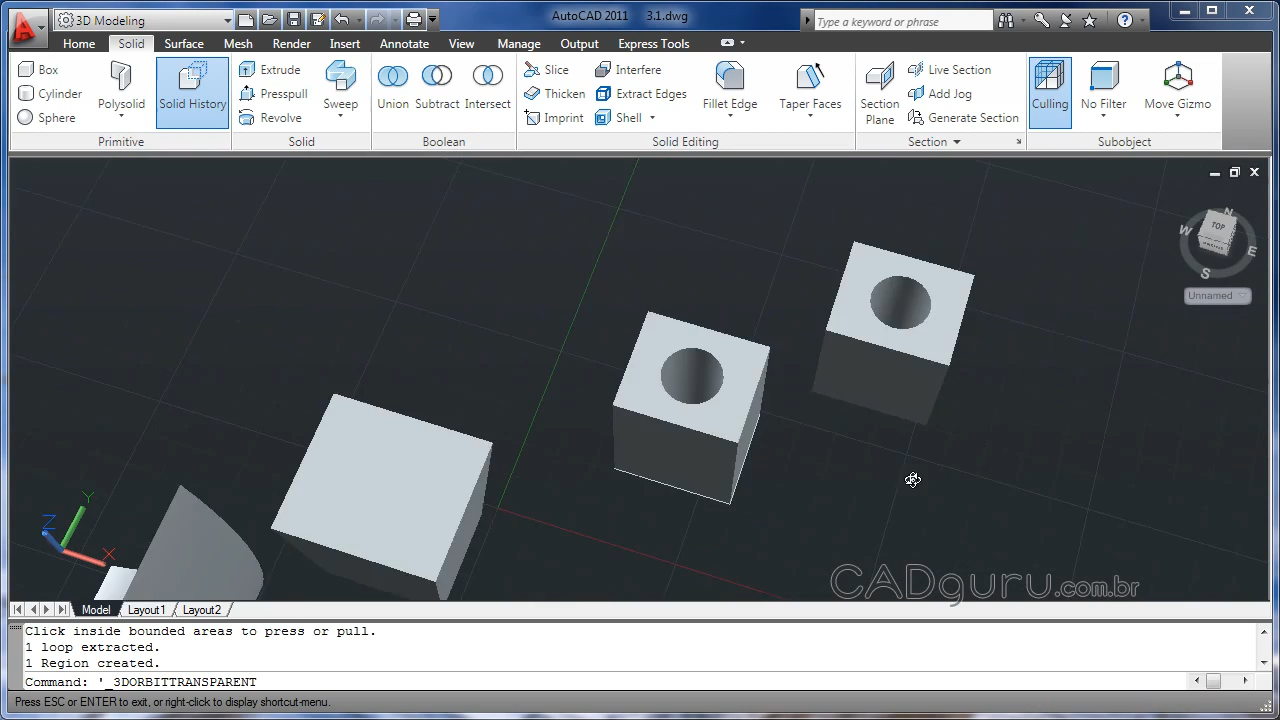 3D Modeling
AutoCAD 2011 3.1.dwg
Type a keyword or phrase
Home Solid Surface Mesh Render Insert Annotate View Manage Output Express Tools
Box
Cylinder
Sphere
Polysolid
Solid History
Primitive
Extrude
Presspull
Revolve
Sweep
Solid
Union
Subtract
Intersect
Boolean
Slice
Thicken
Imprint
Interfere
Extract Edges
Shell
Fillet Edge
Taper Faces
Solid Editing
Section Plane
Live Section
Add Jog
Generate Section
Section
Culling
No Filter
Move Gizmo
Subobject
N
W
TOP
E
S
Unnamed
Y
Z
X
CADguru.com.br
Model Layout1 Layout2
Click inside bounded areas to press or pull.
1 loop extracted.
1 Region created.
Command: '_3DORBITTRANSPARENT
Press ESC or ENTER to exit, or right-click to display shortcut-menu.